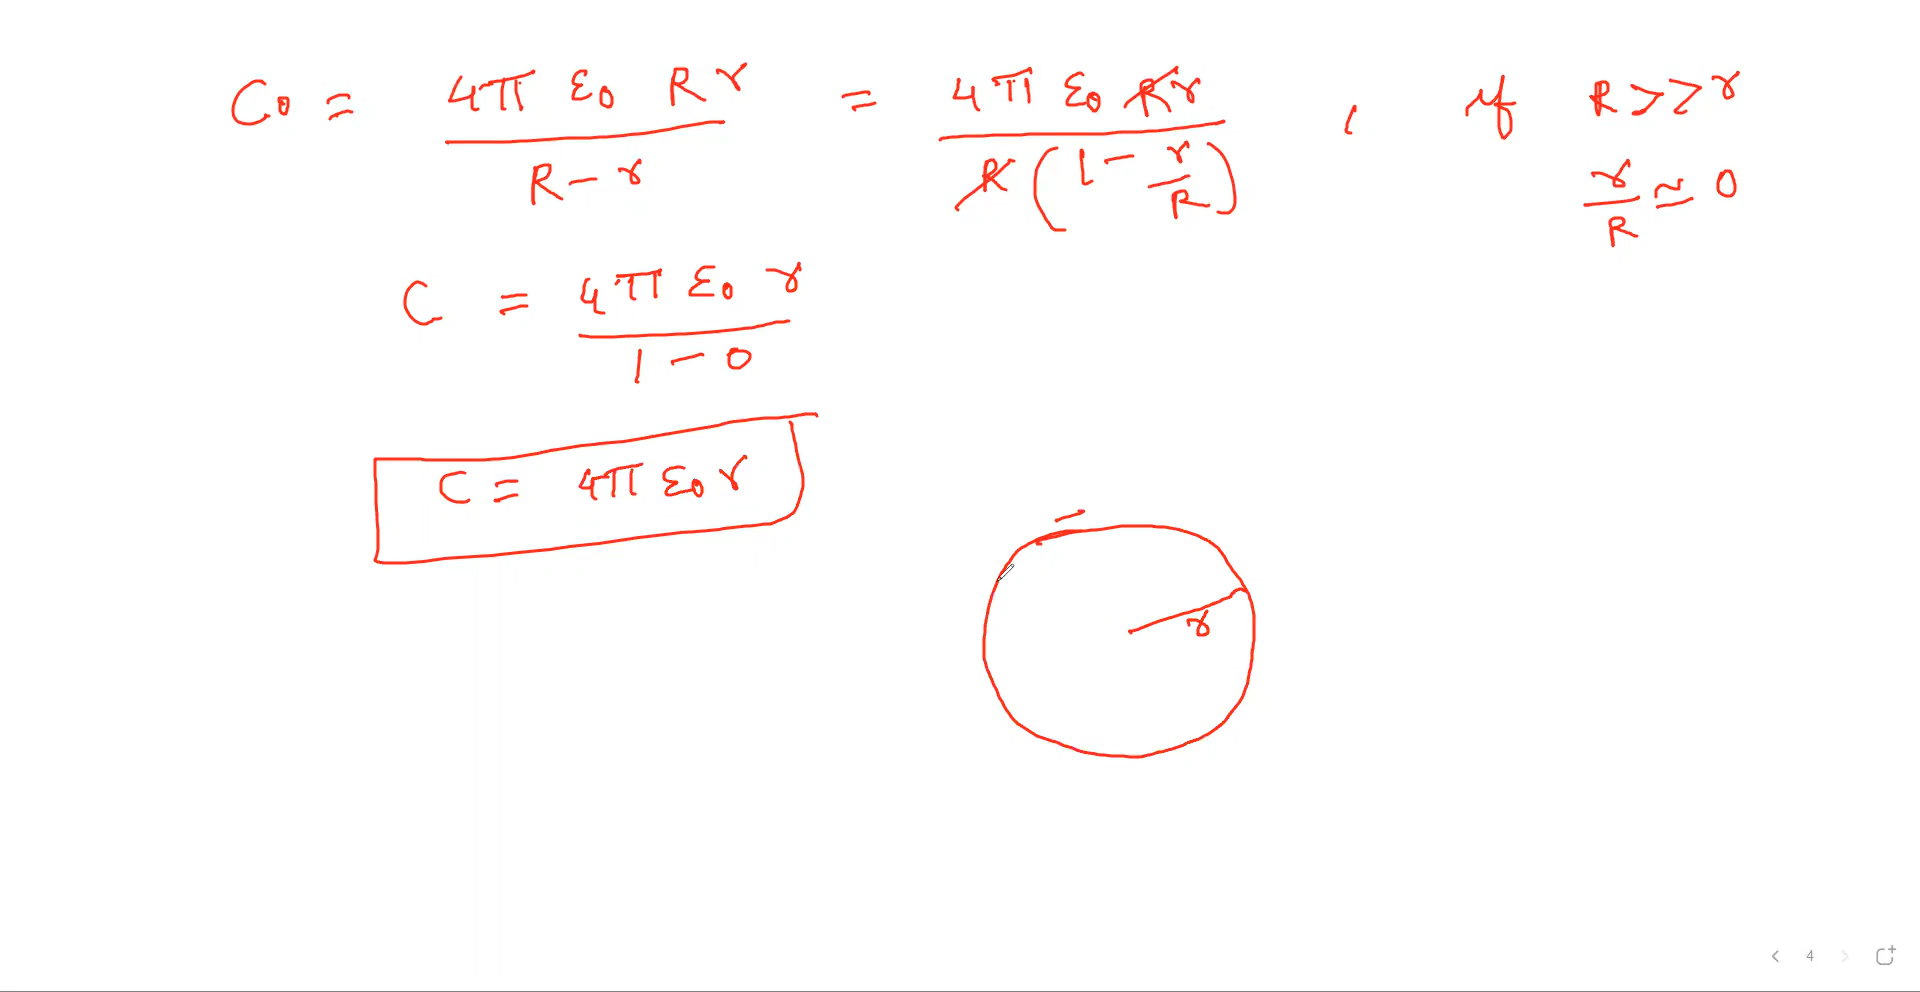 C₀ = 4π ε₀ R r / R − r = 4π ε₀ R r / R (1 − r/R) , if R >> r
r/R ≃ 0
C = 4π ε₀ r / 1 − 0
C = 4π ε₀ r
r
4